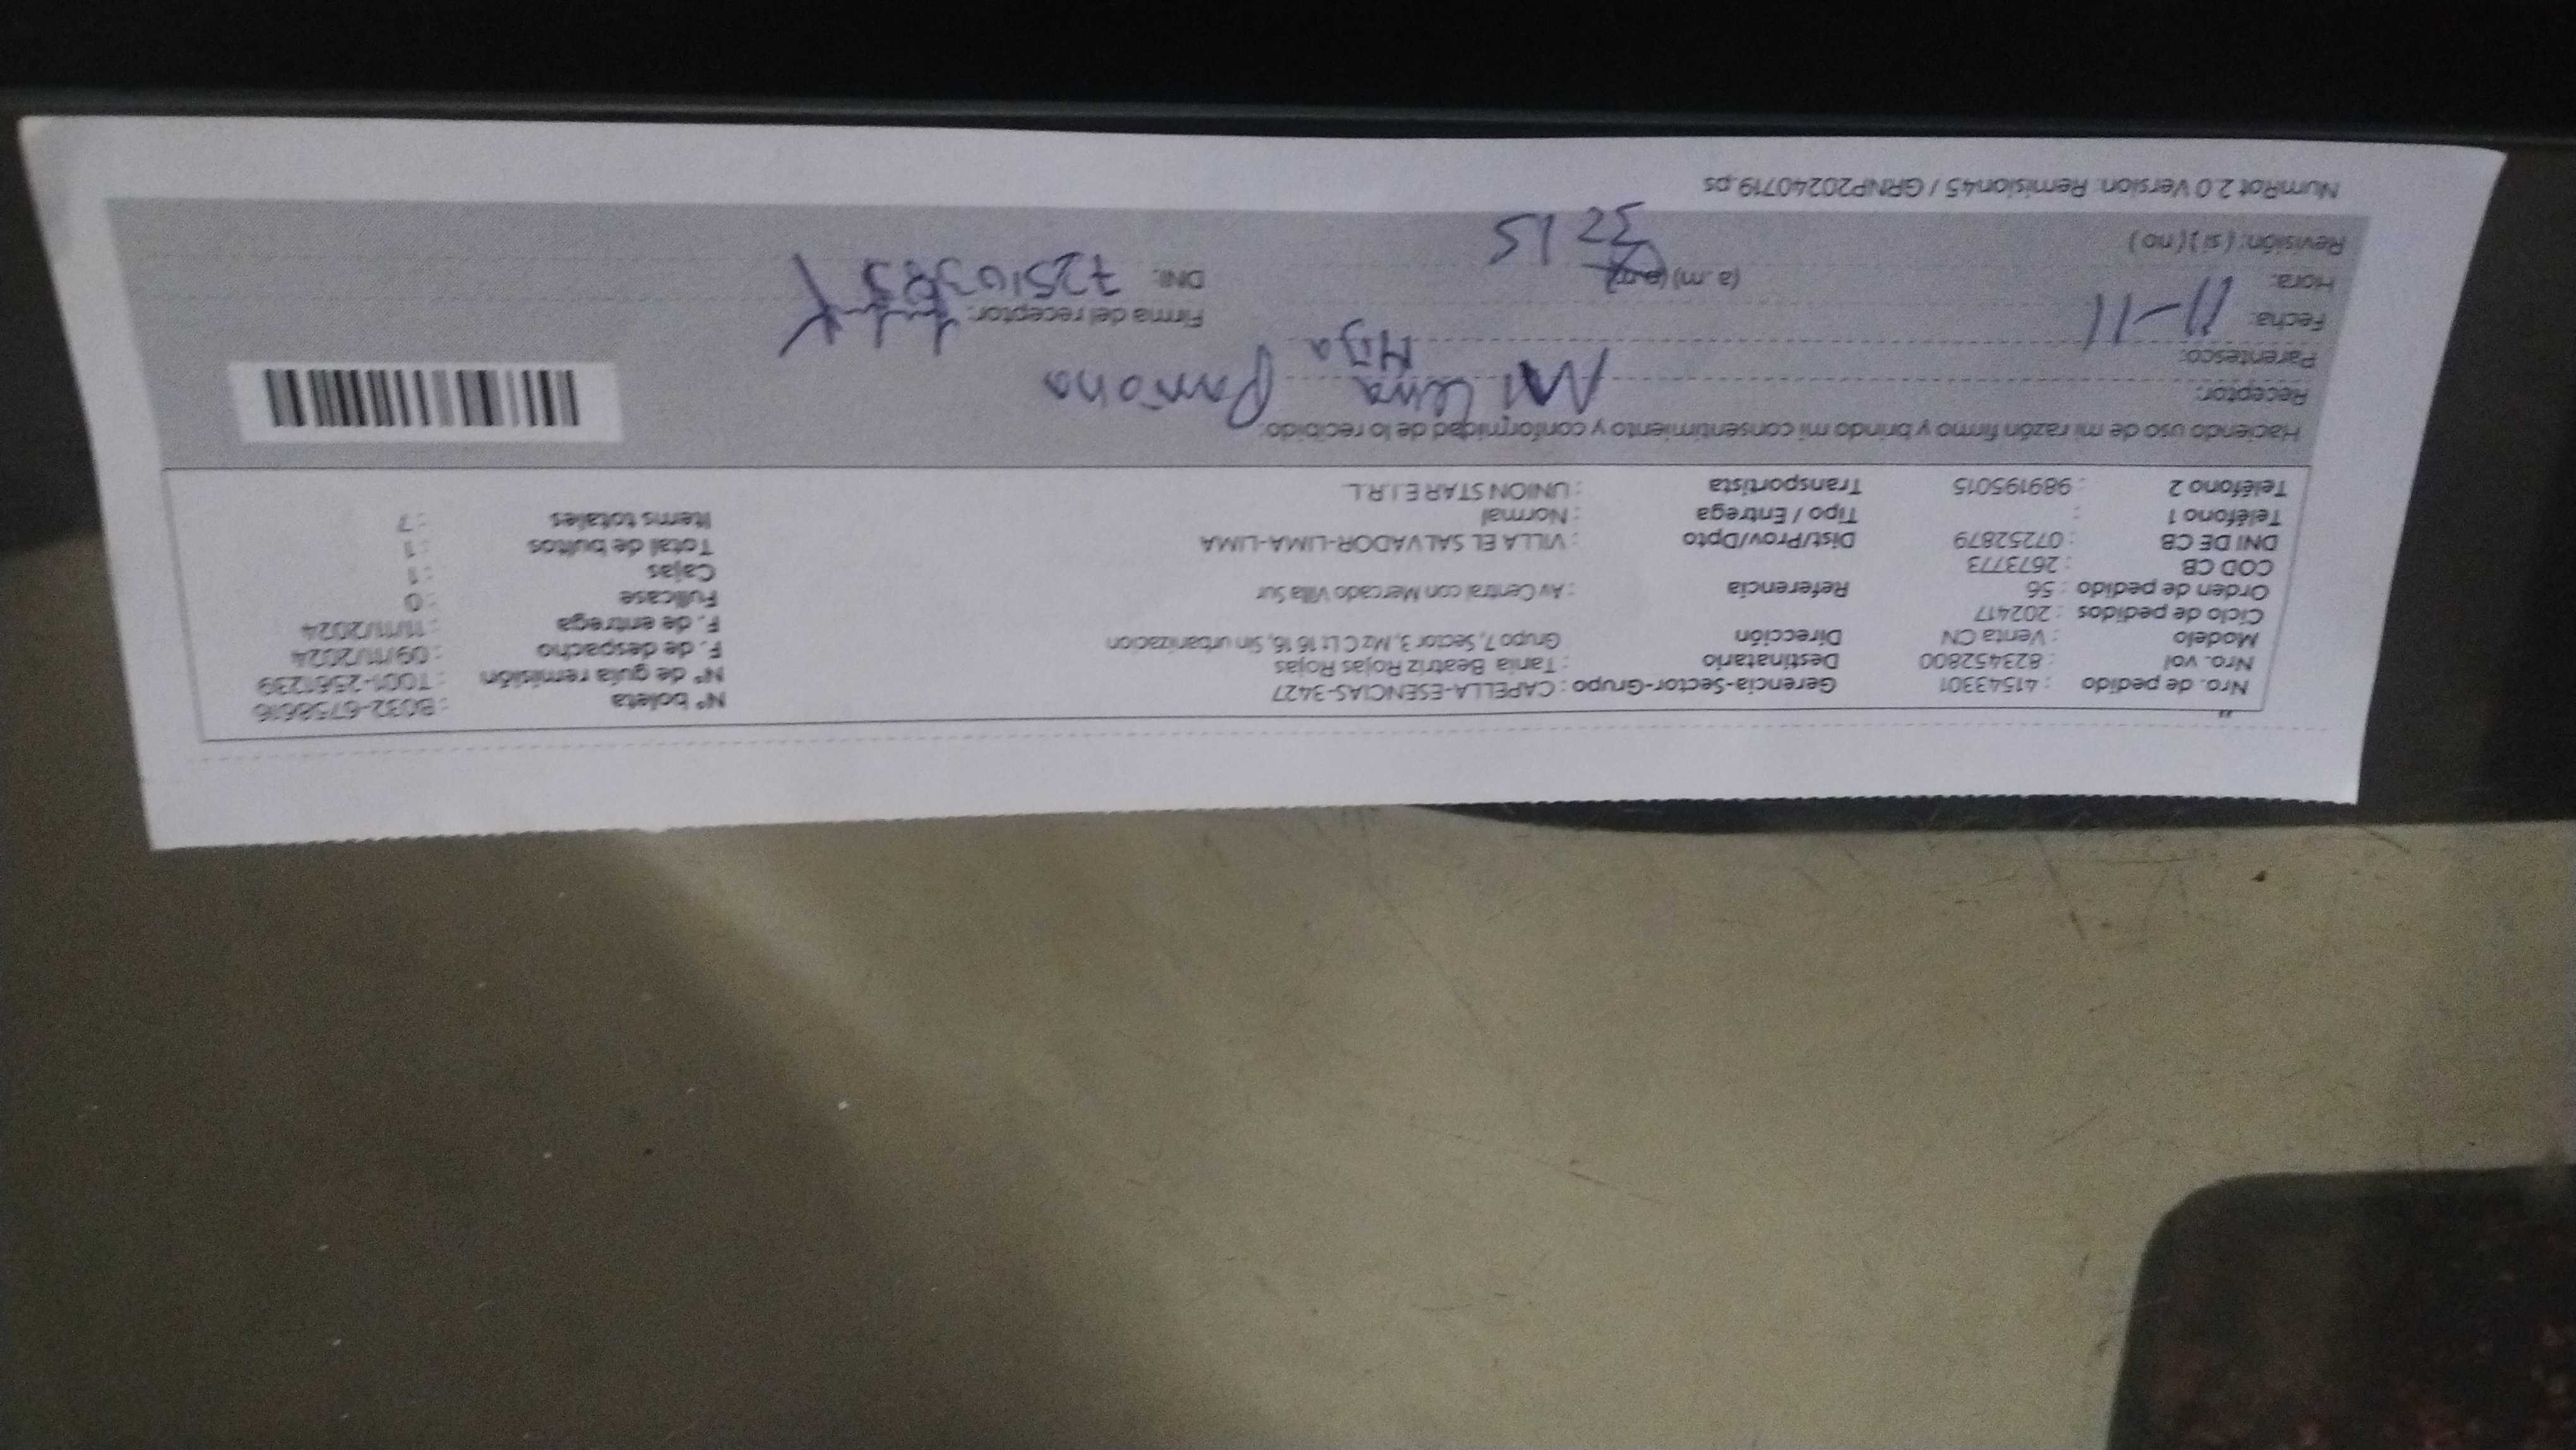 Nro. de pedido : 41543301 Gerencia-Sector-Grupo : CAPELLA-ESENCIAS-3427 N° boleta : B032-6758616
Nro. vol : 823452800 Destinatario : Tania Beatriz Rojas Rojas N° de guía remisión : T001-2561239
Modelo : Venta CN Dirección Grupo 7, Sector 3, Mz C Lt 16 16, Sin urbanizacion F. de despacho : 09/11/2024
Ciclo de pedidos : 202417 F. de entrega : 11/11/2024
Orden de pedido : 56 Referencia : Av Central con Mercado Villa Sur Fullcase : 0
COD CB : 2673773 Cajas : 1
DNI DE CB : 07252879 Dist/Prov/Dpto : VILLA EL SALVADOR-LIMA-LIMA Total de bultos : 1
Teléfono 1 : Tipo / Entrega : Normal Items totales : 7
Teléfono 2 : 989195015 Transportista : UNION STAR E.I.R.L.
Haciendo uso de mi razón firmo y brindo mi consentimiento y conformidad de lo recibido:
Receptor: Milena
Parentesco: Hija
Fecha: 11-11 Firma del receptor:
Hora: (a. m) (p.m) DNI:
Revisión: (si) (no)
NumRot 2.0 Version: Remision45 / GRNP20240719.ps